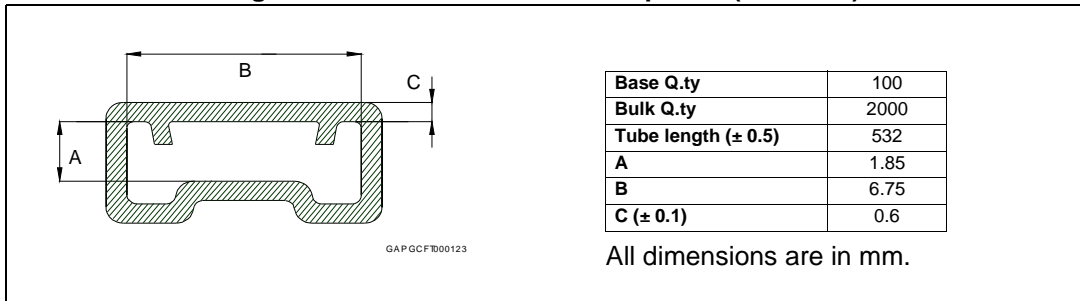 B
C
A
GAPGCFT000123
Base Q.ty 100
Bulk Q.ty 2000
Tube length (± 0.5) 532
A 1.85
B 6.75
C (± 0.1) 0.6
All dimensions are in mm.